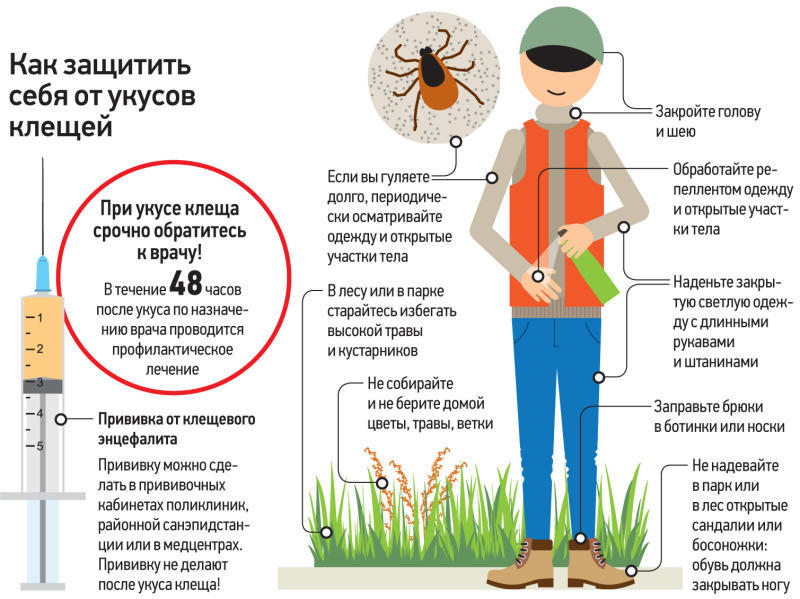 Как защитить
себя от укусов
клещей
При укусе клеща
срочно обратитесь
к врачу!
В течение 48 часов
после укуса по назначе-
нию врача проводится
профилактическое
лечение
1
2
3
4
5
Прививка от клещевого
энцефалита
Прививку можно сде-
лать в прививочных
кабинетах поликлиник,
районной санэпидстан-
ции или в медцентрах.
Прививку не делают
после укуса клеща!
Если вы гуляете
долго, периодиче-
ски осматривайте
одежду и открытые
участки тела
В лесу или в парке
старайтесь избегать
высокой травы
и кустарников
Не собирайте
и не берите домой
цветы, травы, ветки
Закройте голову
и шею
Обработайте ре-
пеллентом одежду
и открытые участ-
ки тела
Наденьте закры-
тую светлую одеж-
ду с длинными
рукавами
и штанинами
Заправьте брюки
в ботинки или носки
Не надевайте
в парк или
в лес открытые
сандалии или
босоножки:
обувь должна
закрывать ногу